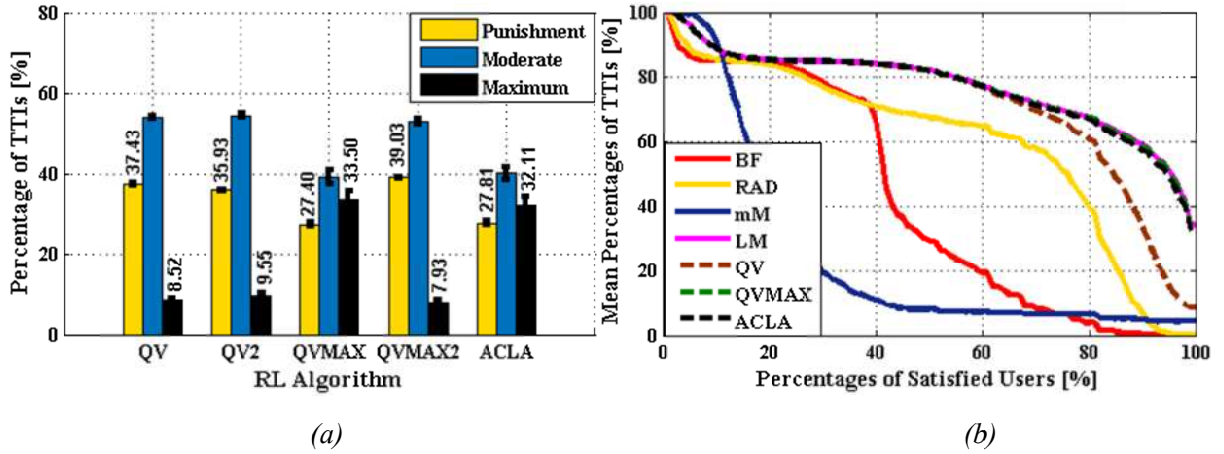 Percentage of TTIs [%]
80
60
40
20
0
Punishment
Moderate
Maximum
37.43
8.52
35.93
9.55
27.40
33.50
39.03
7.93
27.81
32.11
QV
QV2
QVMAX
QVMAX2
ACLA
RL Algorithm
(a)
Mean Percentages of TTIs [%]
100
80
60
40
20
0
BF
RAD
mM
LM
QV
QVMAX
ACLA
0
20
40
60
80
100
Percentages of Satisfied Users [%]
(b)